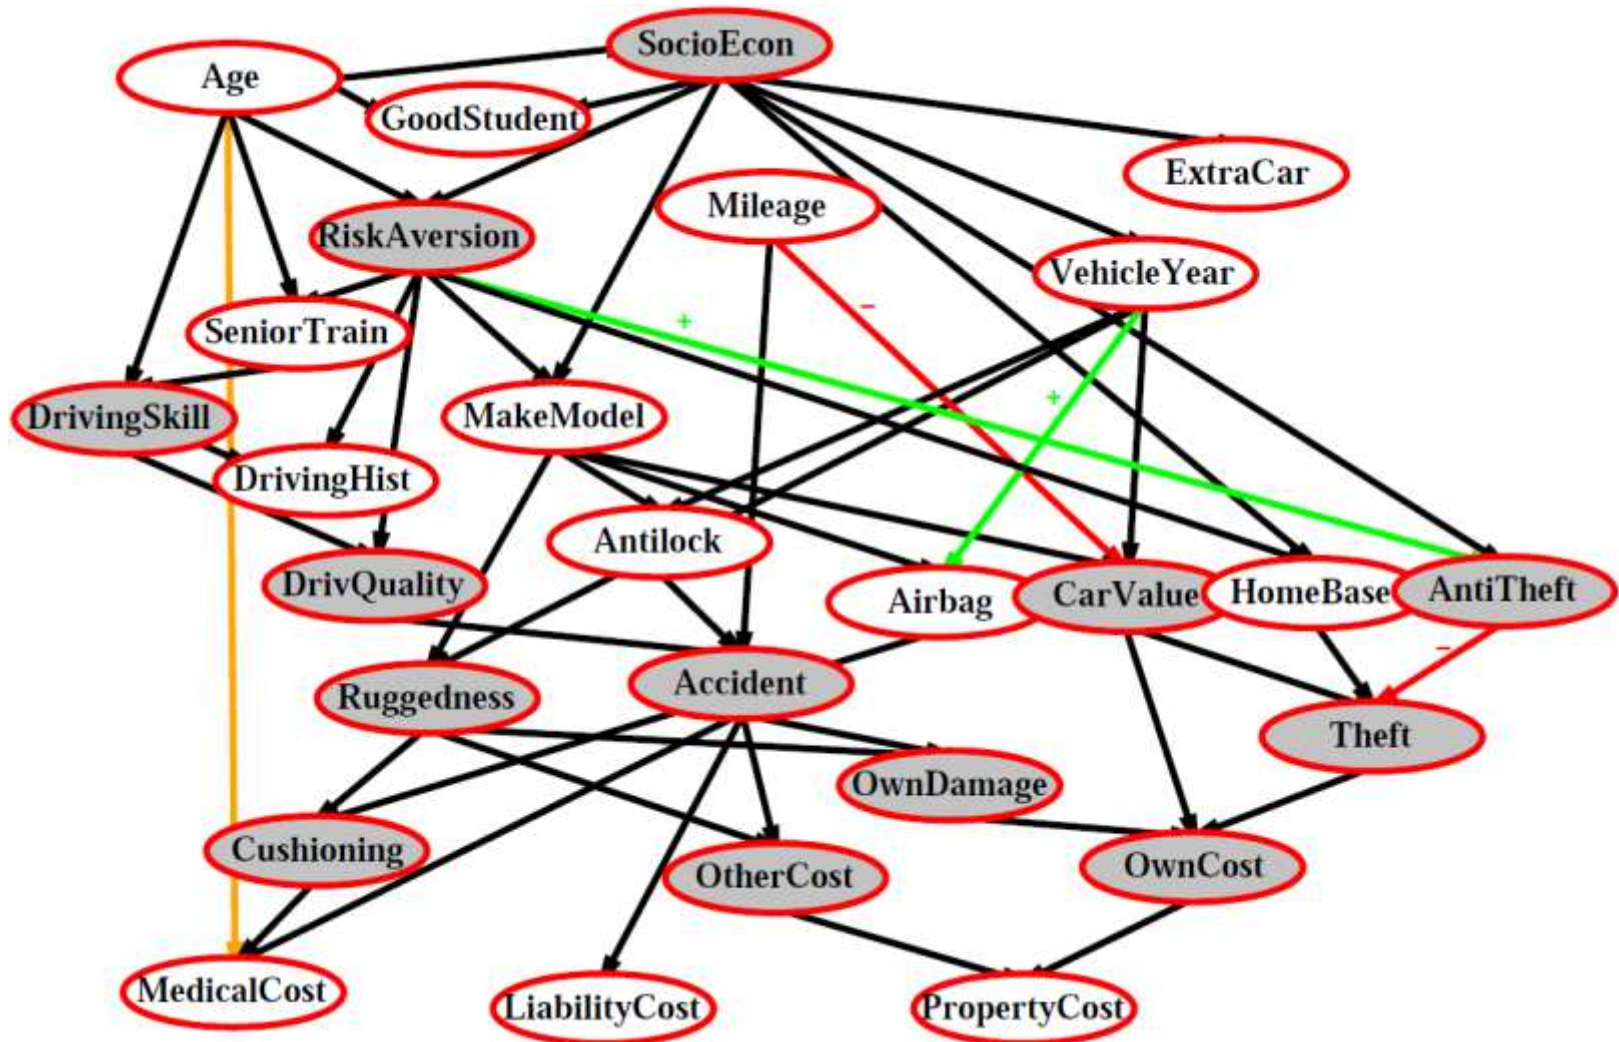 SocioEcon
Age
GoodStudent
ExtraCar
Mileage
RiskAversion
VehicleYear
−
+
SeniorTrain
+
DrivingSkill
MakeModel
DrivingHist
Antilock
DrivQuality
Airbag
CarValue
HomeBase
AntiTheft
−
Accident
Ruggedness
Theft
OwnDamage
Cushioning
OtherCost
OwnCost
MedicalCost
LiabilityCost
PropertyCost